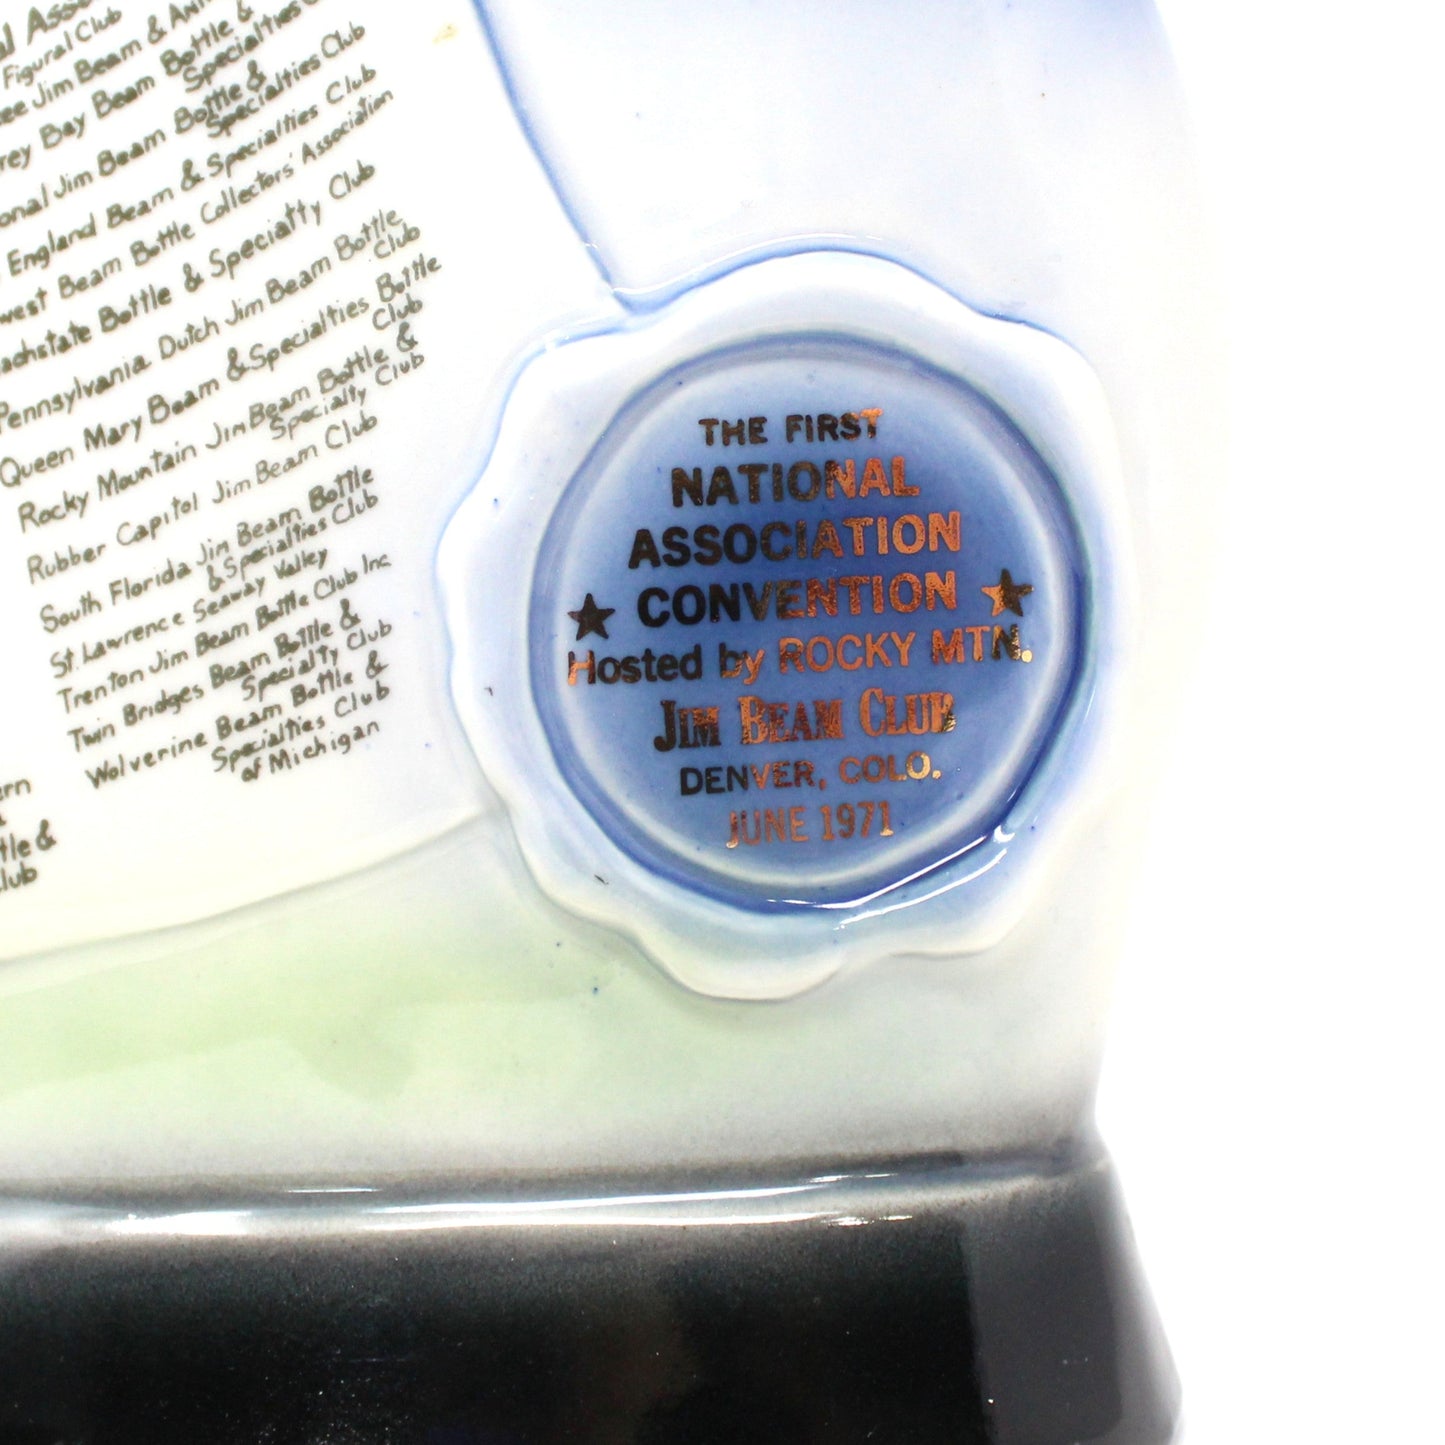 Figural Club
Jim Beam &
Bay Beam Bottle &
Specialties
Jim Beam Bottle &
Specialties Club
England Beam & Specialties Club
Beam Bottle Collectors' Association
Bottle & Specialty Club
Pennsylvania Dutch Jim Beam Bottle
Club
Queen Mary Beam & Specialties Bottle
Club
Rocky Mountain Jim Beam Bottle &
Specialty Club
Rubber Capitol Jim Beam Club
South Florida Jim Beam Bottle
& Specialties Club
St. Lawrence Seaway Valley
Trenton Jim Beam Bottle Club Inc
Twin Bridges Beam Bottle &
Specialty Club
Wolverine Beam Bottle &
Specialties Club
of Michigan
THE FIRST
NATIONAL
ASSOCIATION
★ CONVENTION ★
Hosted by ROCKY MTN.
JIM BEAM CLUB
DENVER, COLO.
JUNE 1971